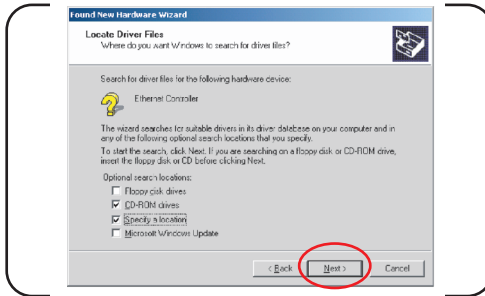 Found New Hardware Wizard
Locate Driver Files
Where do you want Windows to search for driver files?
Search for driver files for the following hardware device:
Ethernet Controller
The wizard searches for suitable drivers in its driver database on your computer and in
any of the following optional search locations that you specify.
To start the search, click Next. If you are searching on a floppy disk or CD-ROM drive,
insert the floppy disk or CD before clicking Next.
Optional search locations:
Floppy disk drives
CD-ROM drives
Specify a location
Microsoft Windows Update
< Back Next > Cancel